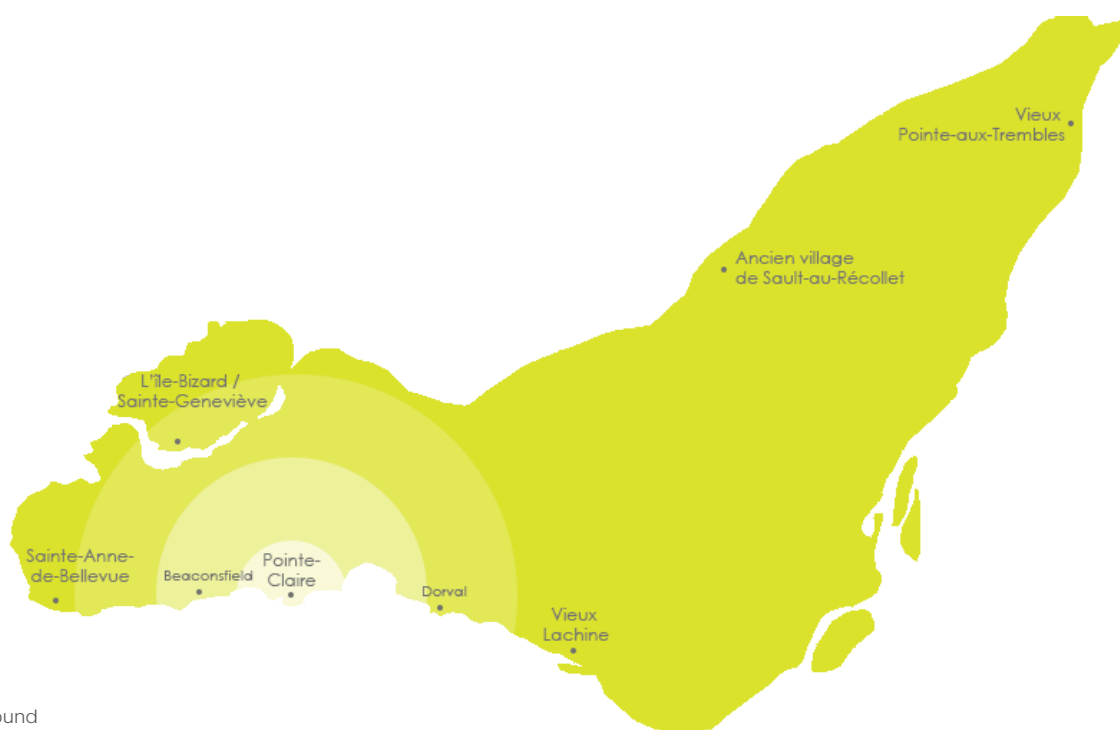 Vieux
Pointe-aux-Trembles
Ancien village
de Sault-au-Récollet
L'île-Bizard /
Sainte-Geneviève
Sainte-Anne-
de-Bellevue
Beaconsfield
Pointe-
Claire
Dorval
Vieux
Lachine
ound